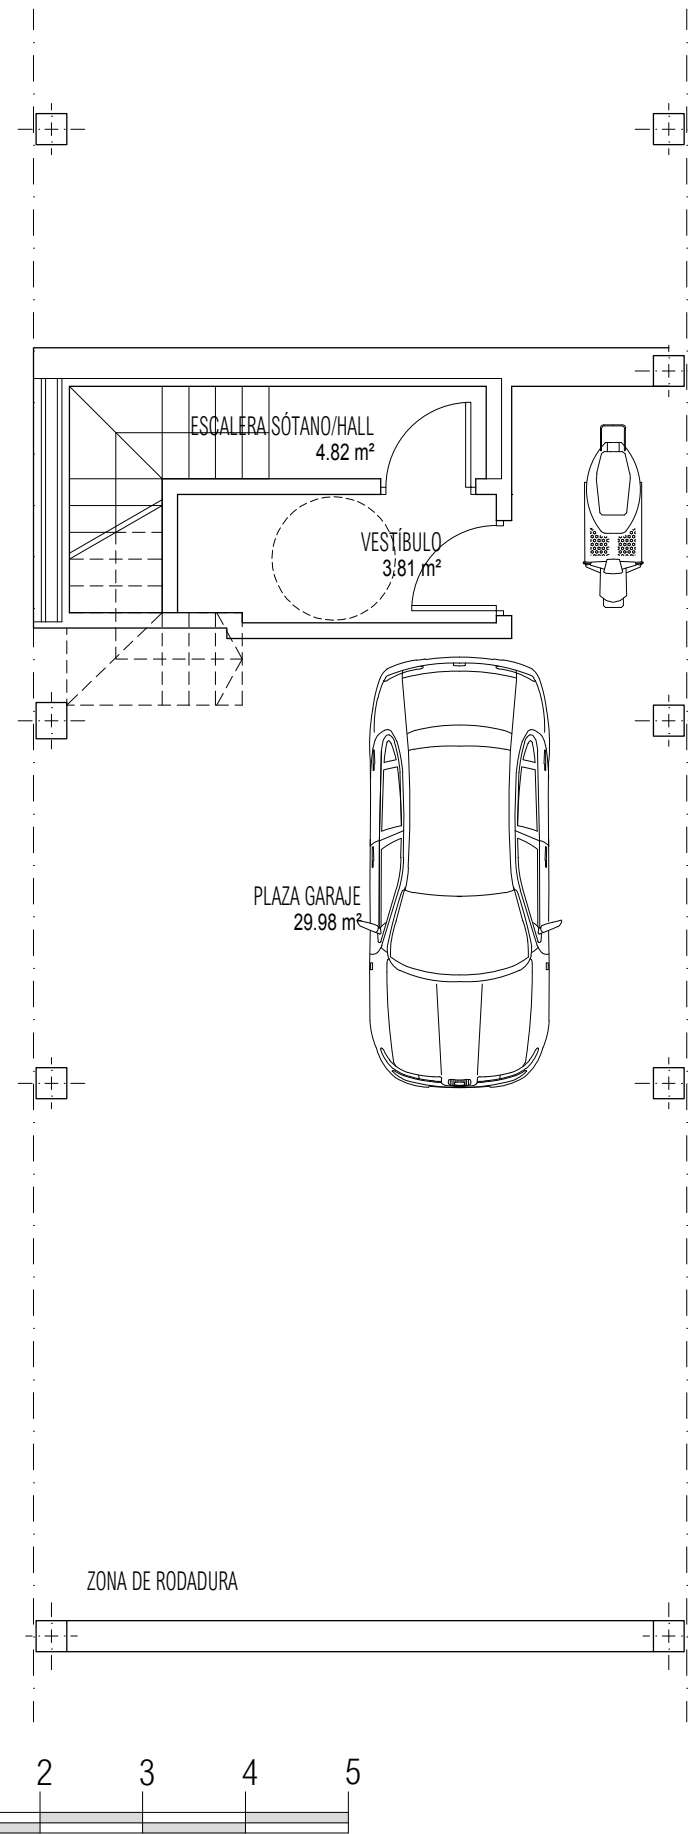 ESCALERA SÓTANO/HALL
4.82 m²
VESTÍBULO
3.81 m²
PLAZA GARAJE
29.98 m²
ZONA DE RODADURA
2 3 4 5